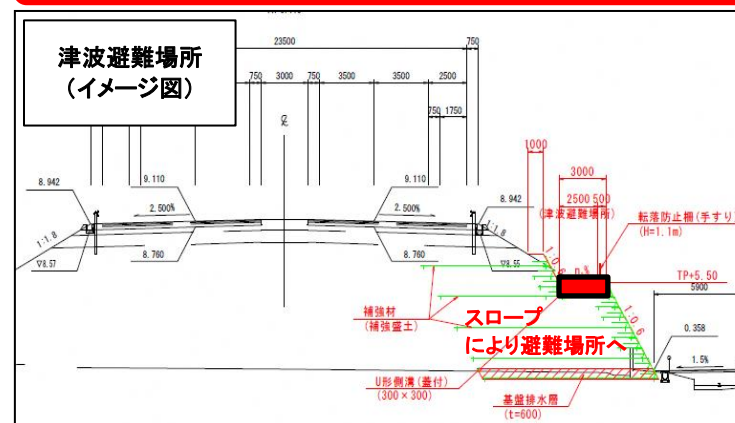 津波避難場所
(イメージ図)
23500
750
750
3000
750
3500
3500
2500
750
1750
1000
3000
2500
500
(津波避難場所)
転落防止柵(手すり)
(H=1.1m)
8.942
9.110
9.110
8.942
2.500%
2.500%
1:1.8
1:1.8
▽8.57
8.760
8.760
▽8.55
TP+5.50
5900
補強材
(補強盛土)
スロープ
により避難場所へ
1:0.6
0.358
1.5%
U形側溝(蓋付)
(300×300)
基盤排水層
(t=600)